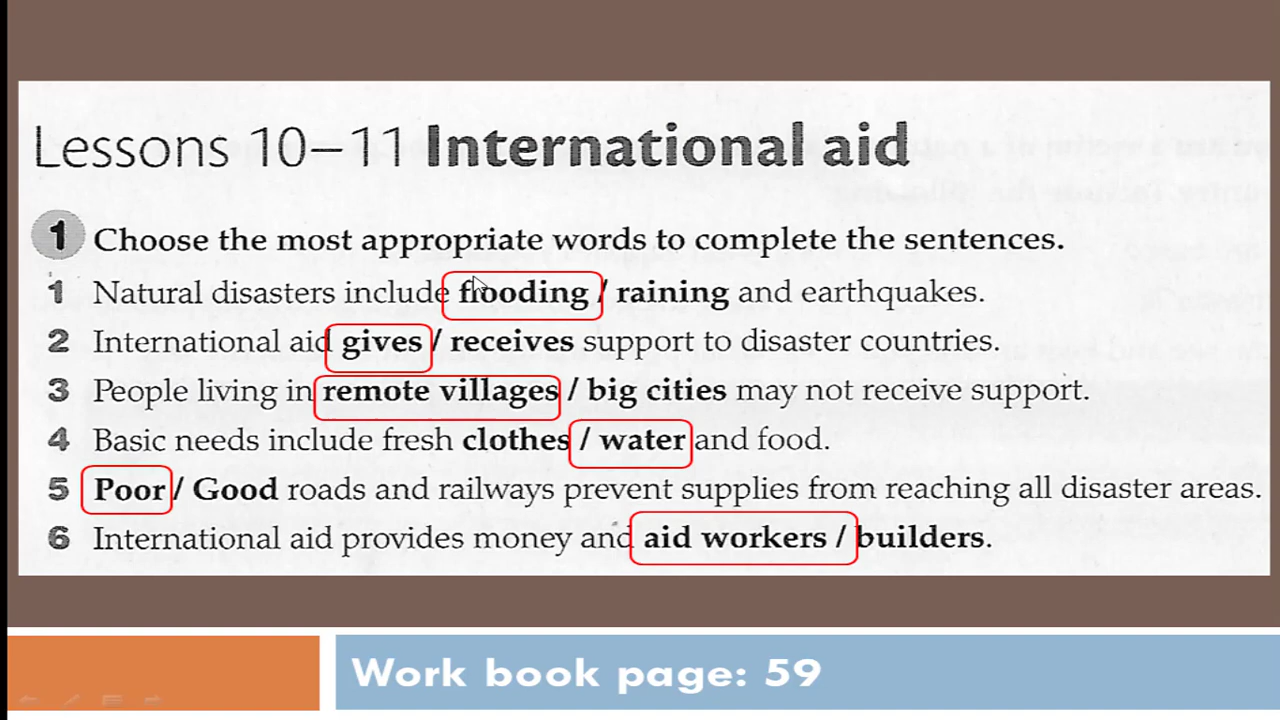 Lessons 10–11 International aid
1 Choose the most appropriate words to complete the sentences.
1 Natural disasters include flooding / raining and earthquakes.
2 International aid gives / receives support to disaster countries.
3 People living in remote villages / big cities may not receive support.
4 Basic needs include fresh clothes / water and food.
5 Poor / Good roads and railways prevent supplies from reaching all disaster areas.
6 International aid provides money and aid workers / builders.
Work book page: 59